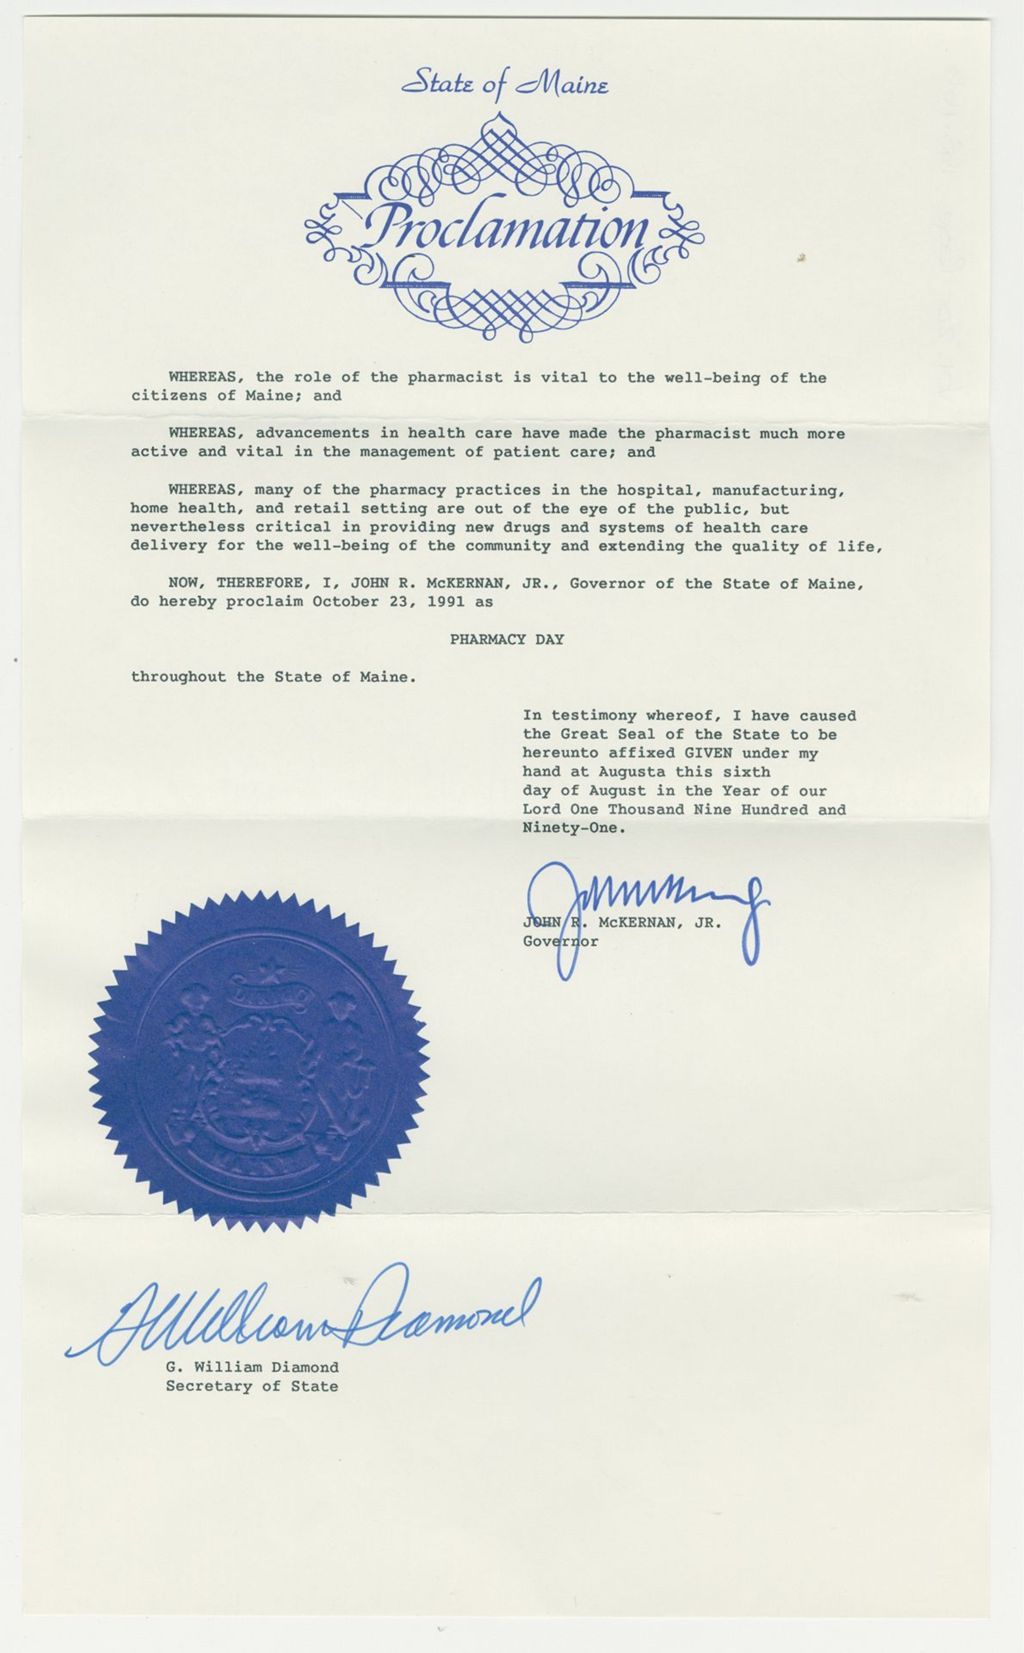 State of Maine
Proclamation
WHEREAS, the role of the pharmacist is vital to the well-being of the
citizens of Maine; and
WHEREAS, advancements in health care have made the pharmacist much more
active and vital in the management of patient care; and
WHEREAS, many of the pharmacy practices in the hospital, manufacturing,
home health, and retail setting are out of the eye of the public, but
nevertheless critical in providing new drugs and systems of health care
delivery for the well-being of the community and extending the quality of life,
NOW, THEREFORE, I, JOHN R. McKERNAN, JR., Governor of the State of Maine,
do hereby proclaim October 23, 1991 as
PHARMACY DAY
throughout the State of Maine.
In testimony whereof, I have caused
the Great Seal of the State to be
hereunto affixed GIVEN under my
hand at Augusta this sixth
day of August in the Year of our
Lord One Thousand Nine Hundred and
Ninety-One.
JOHN R. McKERNAN, JR.
Governor
DIRIGO
MAINE
G William Diamond
G. William Diamond
Secretary of State